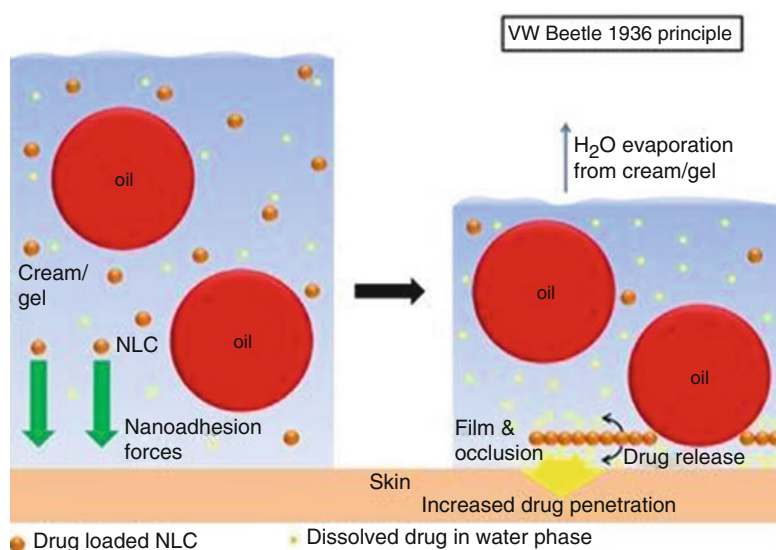 VW Beetle 1936 principle
oil
Cream/
gel
NLC
oil
Nanoadhesion
forces
H2O evaporation
from cream/gel
oil
oil
Film &
occlusion
Drug release
Skin
Increased drug penetration
Drug loaded NLC
Dissolved drug in water phase